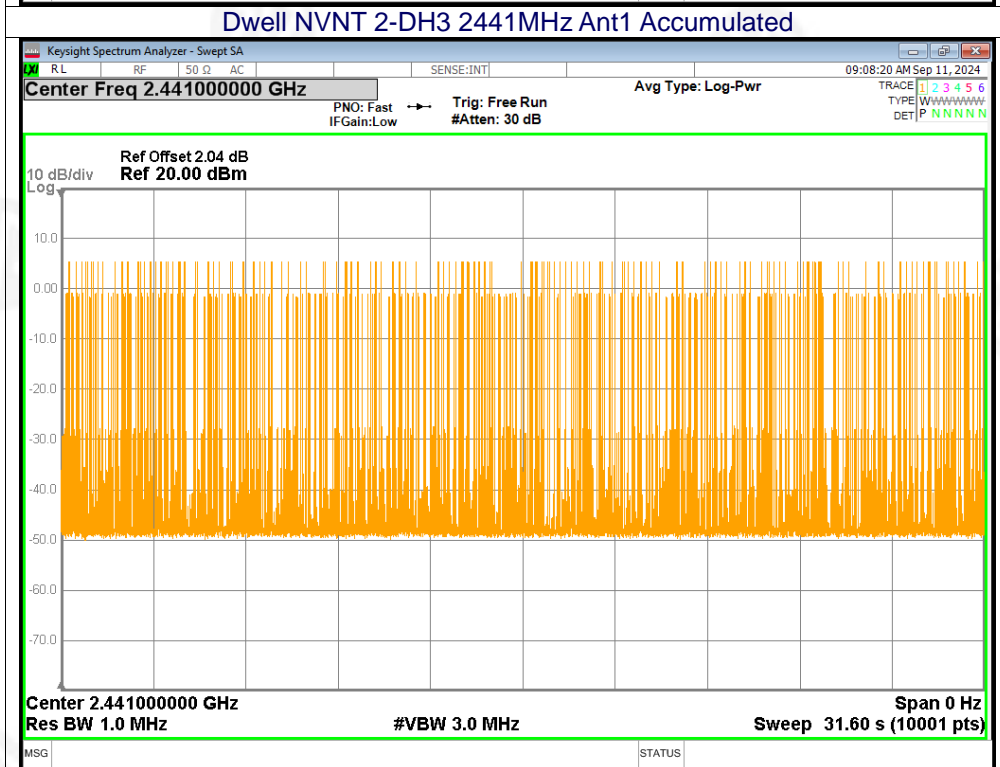 Dwell NVNT 2-DH3 2441MHz Ant1 Accumulated
Keysight Spectrum Analyzer - Swept SA
LXI RL RF 50 Ω AC SENSE:INT 09:08:20 AM Sep 11, 2024
Center Freq 2.441000000 GHz Avg Type: Log-Pwr TRACE 1 2 3 4 5 6
PNO: Fast Trig: Free Run TYPE WWWWWWW
IFGain:Low #Atten: 30 dB DET P N N N N N
Ref Offset 2.04 dB
10 dB/div Ref 20.00 dBm
Log
10.0
0.00
-10.0
-20.0
-30.0
-40.0
-50.0
-60.0
-70.0
Center 2.441000000 GHz Span 0 Hz
Res BW 1.0 MHz #VBW 3.0 MHz Sweep 31.60 s (10001 pts)
MSG STATUS